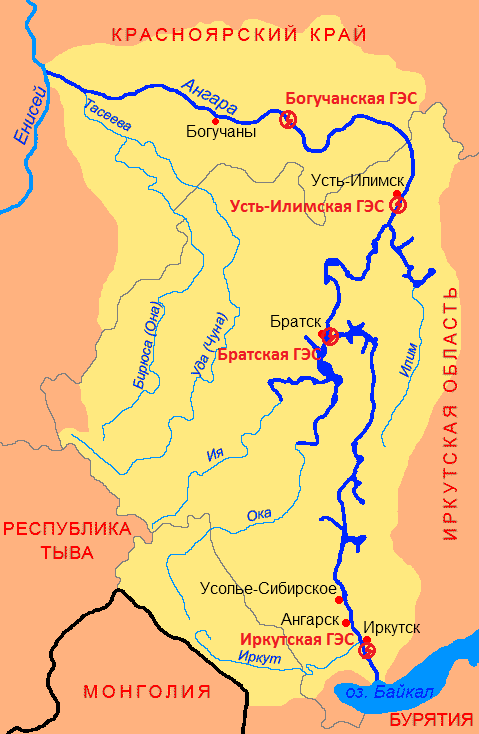 КРАСНОЯРСКИЙ КРАЙ
Енисей
Тасеева
Ангара
Богучанская ГЭС
Богучаны
Усть-Илимск
Усть-Илимская ГЭС
Братск
Братская ГЭС
Бирюса (Она)
Уда (Чуна)
Илим
ИРКУТСКАЯ ОБЛАСТЬ
Ия
Ока
РЕСПУБЛИКА
ТЫВА
Усолье-Сибирское
Ангарск
Иркутск
Иркутская ГЭС
Иркут
МОНГОЛИЯ
оз. Байкал
БУРЯТИЯ